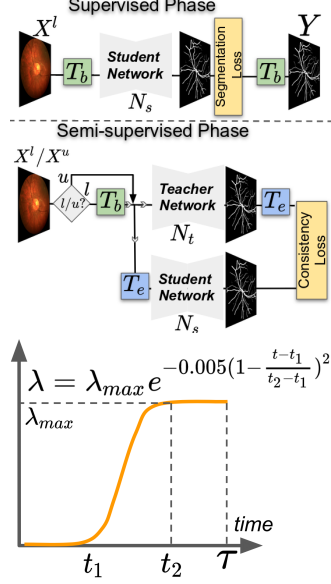 Supervised Phase
X^l
T_b
Student
Network
N_s
Segmentation
Loss
T_b
Y
Semi-supervised Phase
X^l/X^u
u
l
l/u?
T_b
Teacher
Network
N_t
T_e
Consistency
Loss
T_e
Student
Network
N_s
λ = λ_max e^{-0.005(1-\frac{t-t_1}{t_2-t_1})^2}
λ_max
time
t_1
t_2
τ